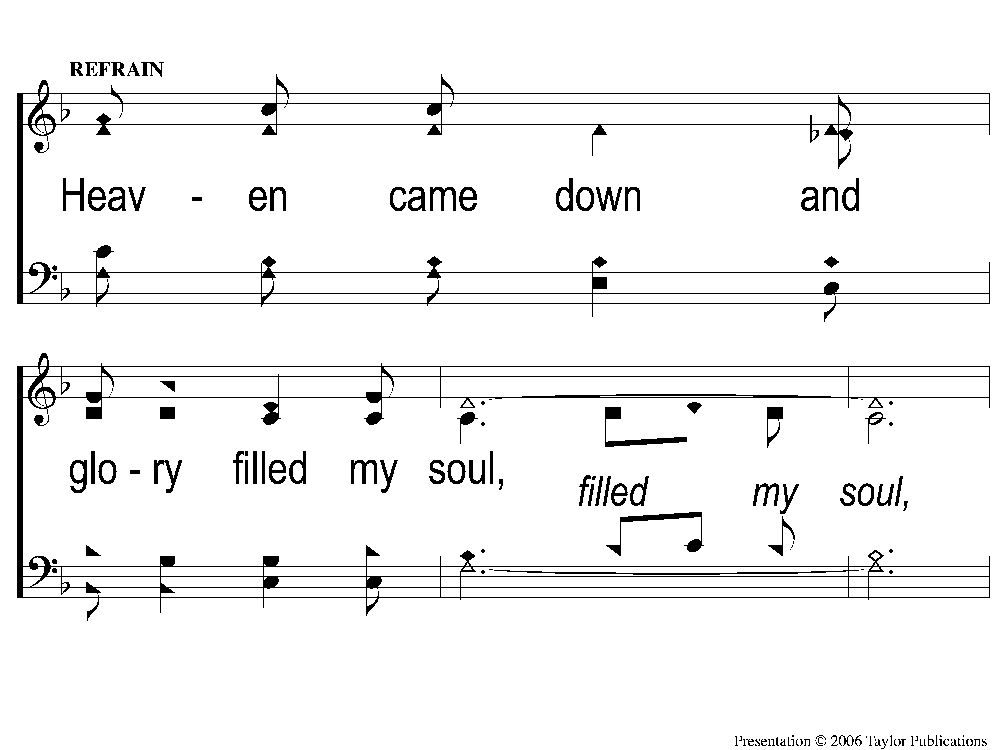 REFRAIN
Heav - en came down and
glo - ry filled my soul,
filled my soul,
Presentation © 2006 Taylor Publications